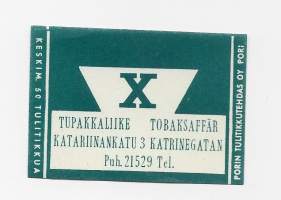 KESKIM. 50 TULITIKKUA
X
TUPAKKALIIKE TOBAKSAFFÄR
KATARIINANKATU 3 KATRINEGATAN
Puh. 21529 Tel.
PORIN TULITIKKUTEHDAS OY PORI